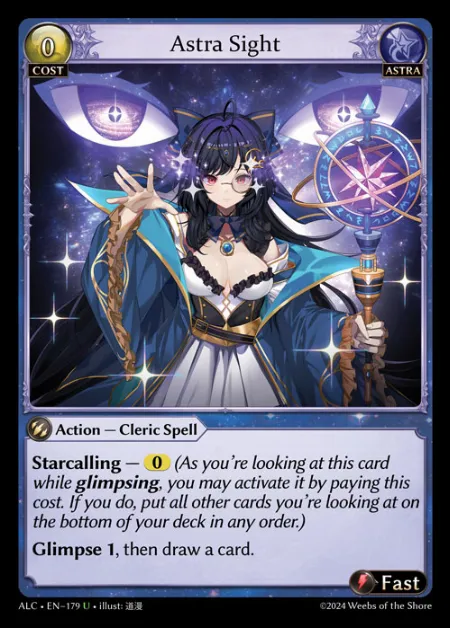 0
Astra Sight
COST
ASTRA
Action — Cleric Spell
Starcalling — 0 (As you're looking at this card
while glimpsing, you may activate it by paying this
cost. If you do, put all other cards you're looking at on
the bottom of your deck in any order.)
Glimpse 1, then draw a card.
Fast
ALC • EN-179 U • illust: 道漫
©2024 Weebs of the Shore